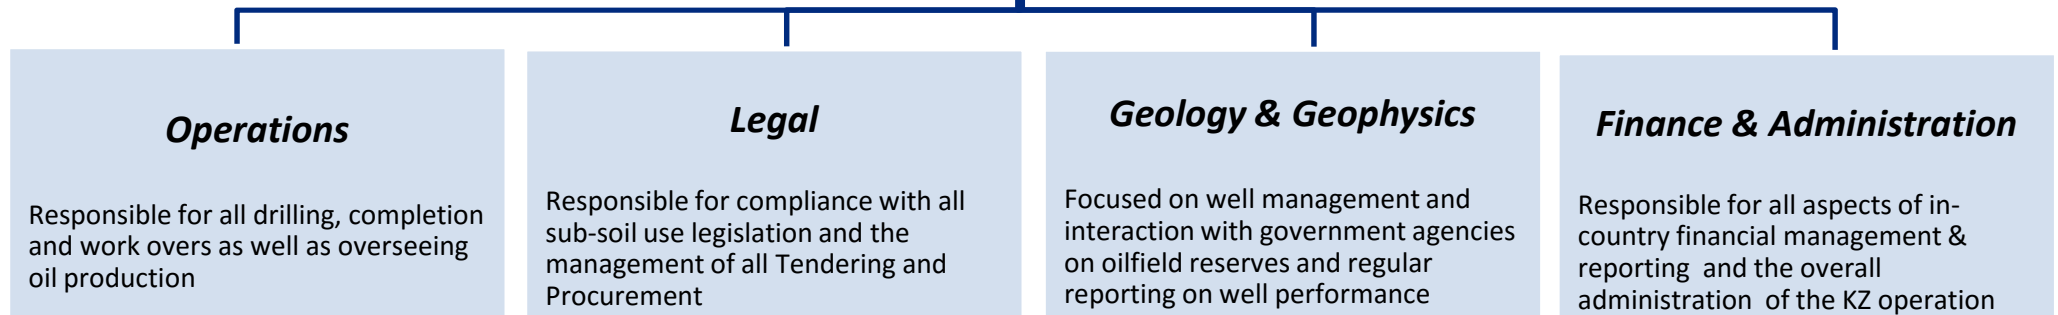 Operations
Responsible for all drilling, completion
and work overs as well as overseeing
oil production
Legal
Responsible for compliance with all
sub-soil use legislation and the
management of all Tendering and
Procurement
Geology & Geophysics
Focused on well management and
interaction with government agencies
on oilfield reserves and regular
reporting on well performance
Finance & Administration
Responsible for all aspects of in-
country financial management &
reporting  and the overall
administration  of the KZ operation